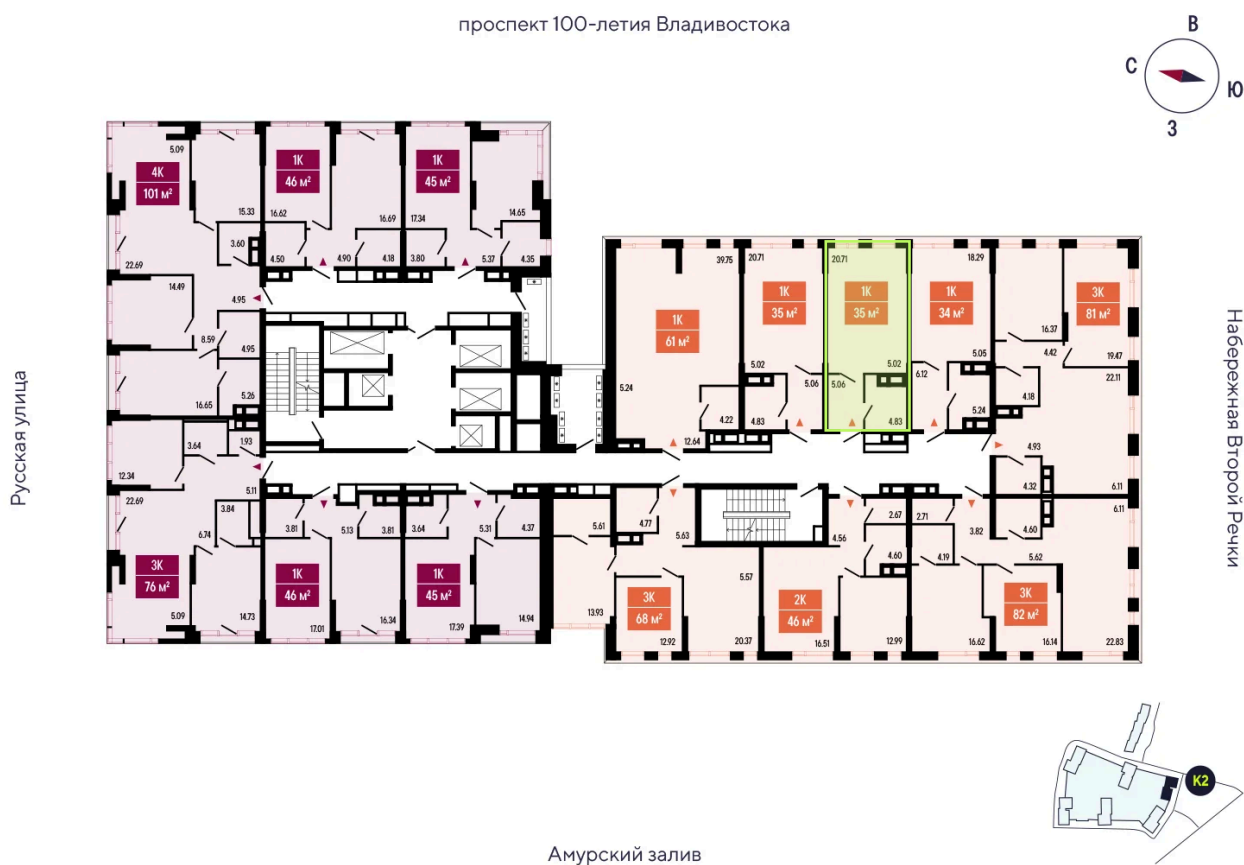 проспект 100-летия Владивостока
В
С
Ю
З
5.09
4К
101 м²
15.33
3.60
22.69
14.49
4.95
8.59
4.95
16.65
5.26
1К
46 м²
16.62
16.69
4.50
4.90
4.18
1К
45 м²
17.34
14.65
3.80
5.37
4.35
39.75
1К
61 м²
5.24
4.22
12.64
20.71
1К
35 м²
5.02
5.06
4.83
20.71
1К
35 м²
5.02
5.06
4.83
18.29
1К
34 м²
5.05
6.12
5.24
3К
81 м²
16.37
19.47
4.42
22.11
4.18
4.93
4.32
6.11
Русская улица
Набережная Второй Речки
3.64
1.93
12.34
22.69
5.11
3.84
6.74
3К
76 м²
5.09
14.73
3.81
5.13
3.81
1К
46 м²
17.01
16.34
3.64
5.31
4.37
1К
45 м²
17.39
14.94
5.61
4.77
5.63
5.57
13.93
3К
68 м²
12.92
20.37
2.67
4.56
4.60
2К
46 м²
16.51
12.99
2.71
3.82
4.60
6.11
4.19
5.62
3К
82 м²
16.62
16.14
22.83
К2
Амурский залив